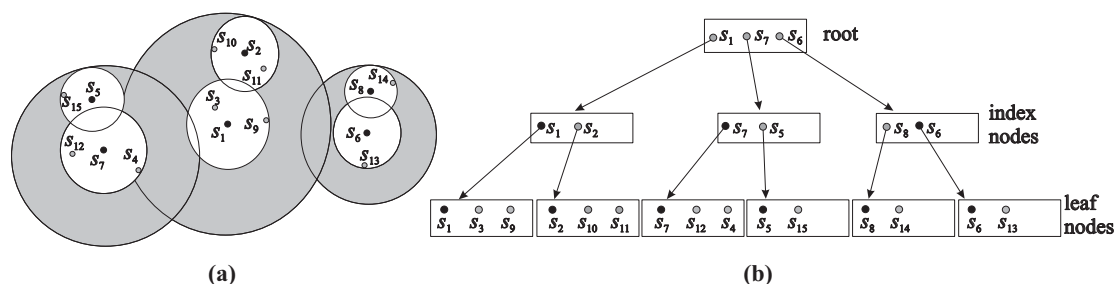 S10
S2
S11
S5
S15
S14
S8
S3
S1
S9
S6
S13
S12
S7
S4
(a)
S1 S7 S6 root
S1 S2 S7 S5 S8 S6 index nodes
S1 S3 S9 S2 S10 S11 S7 S12 S4 S5 S15 S8 S14 S6 S13 leaf nodes
(b)